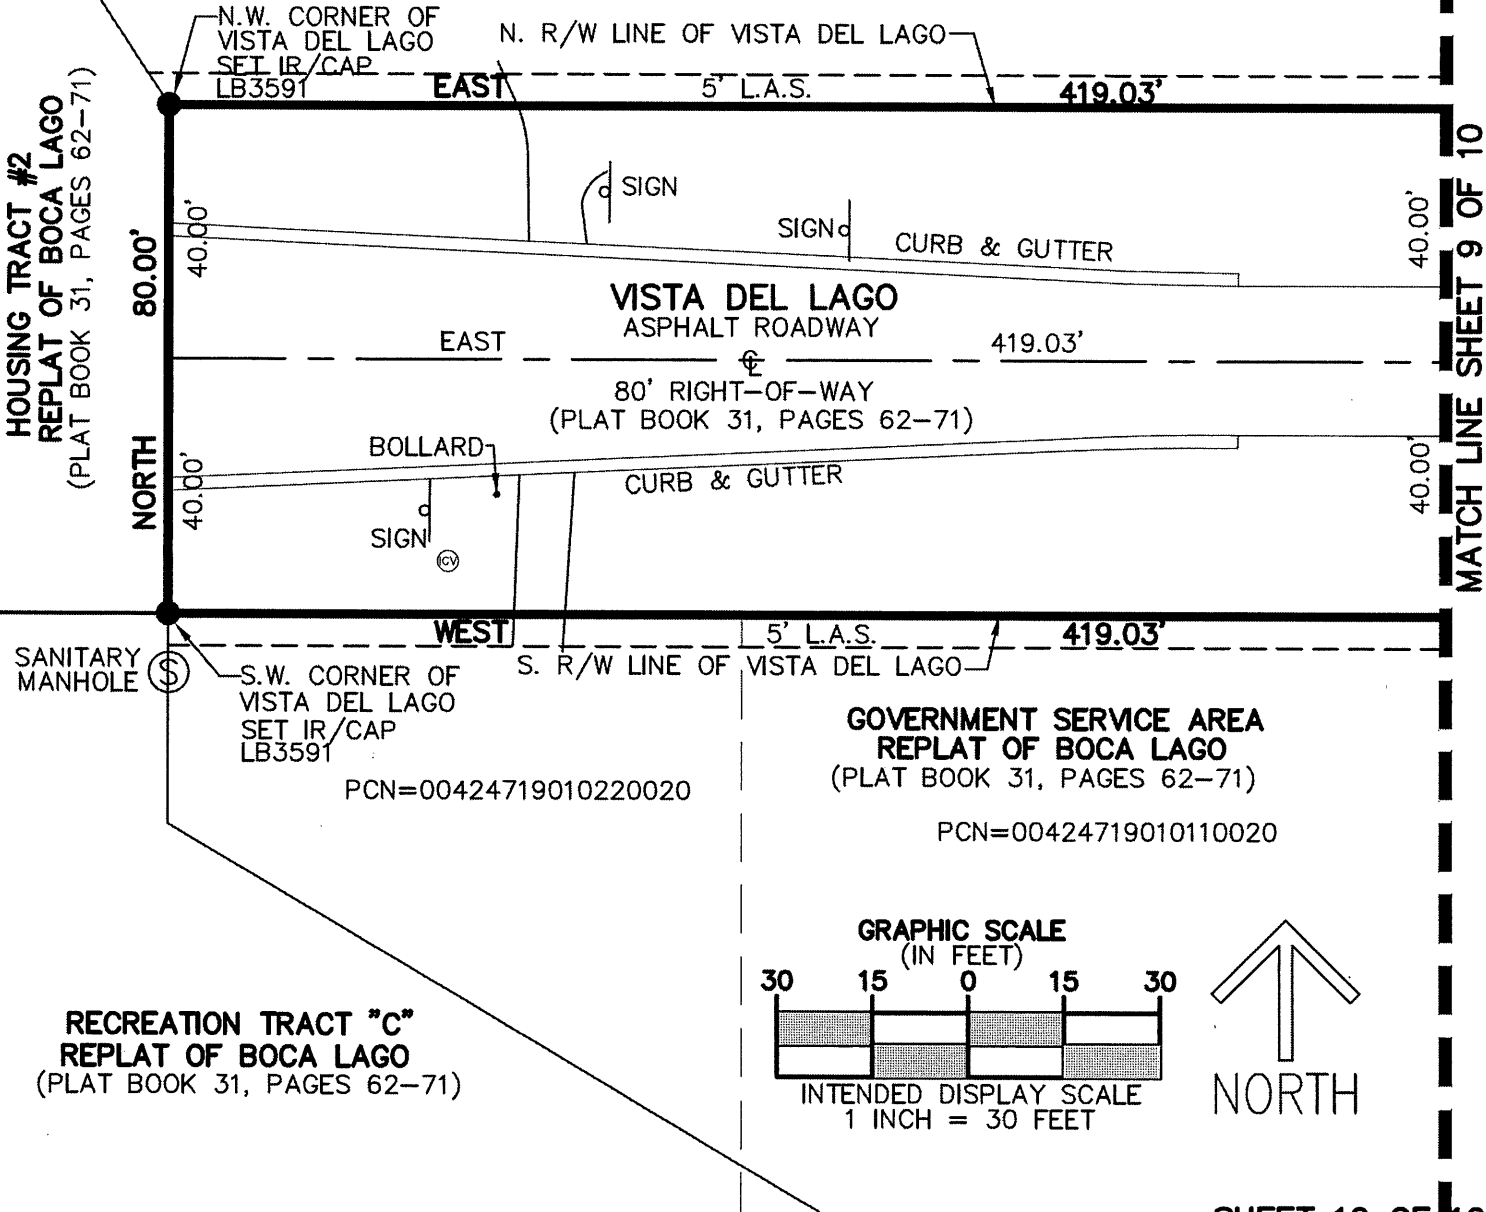 N.W. CORNER OF
VISTA DEL LAGO
SET IR/CAP
LB3591
N. R/W LINE OF VISTA DEL LAGO
EAST
5' L.A.S.
419.03'
HOUSING TRACT #2
REPLAT OF BOCA LAGO
(PLAT BOOK 31, PAGES 62-71)
80.00'
NORTH
40.00'
40.00'
SIGN
SIGN
CURB & GUTTER
40.00'
40.00'
MATCH LINE SHEET 9 OF 10
VISTA DEL LAGO
ASPHALT ROADWAY
EAST
419.03'
℄
80' RIGHT-OF-WAY
(PLAT BOOK 31, PAGES 62-71)
BOLLARD
CURB & GUTTER
SIGN
ICV
WEST
5' L.A.S.
419.03'
SANITARY
MANHOLE
S
S.W. CORNER OF
VISTA DEL LAGO
SET IR/CAP
LB3591
S. R/W LINE OF VISTA DEL LAGO
PCN=00424719010220020
GOVERNMENT SERVICE AREA
REPLAT OF BOCA LAGO
(PLAT BOOK 31, PAGES 62-71)
PCN=00424719010110020
RECREATION TRACT "C"
REPLAT OF BOCA LAGO
(PLAT BOOK 31, PAGES 62-71)
GRAPHIC SCALE
(IN FEET)
30 15 0 15 30
INTENDED DISPLAY SCALE
1 INCH = 30 FEET
NORTH
SHEET 10 OF 10